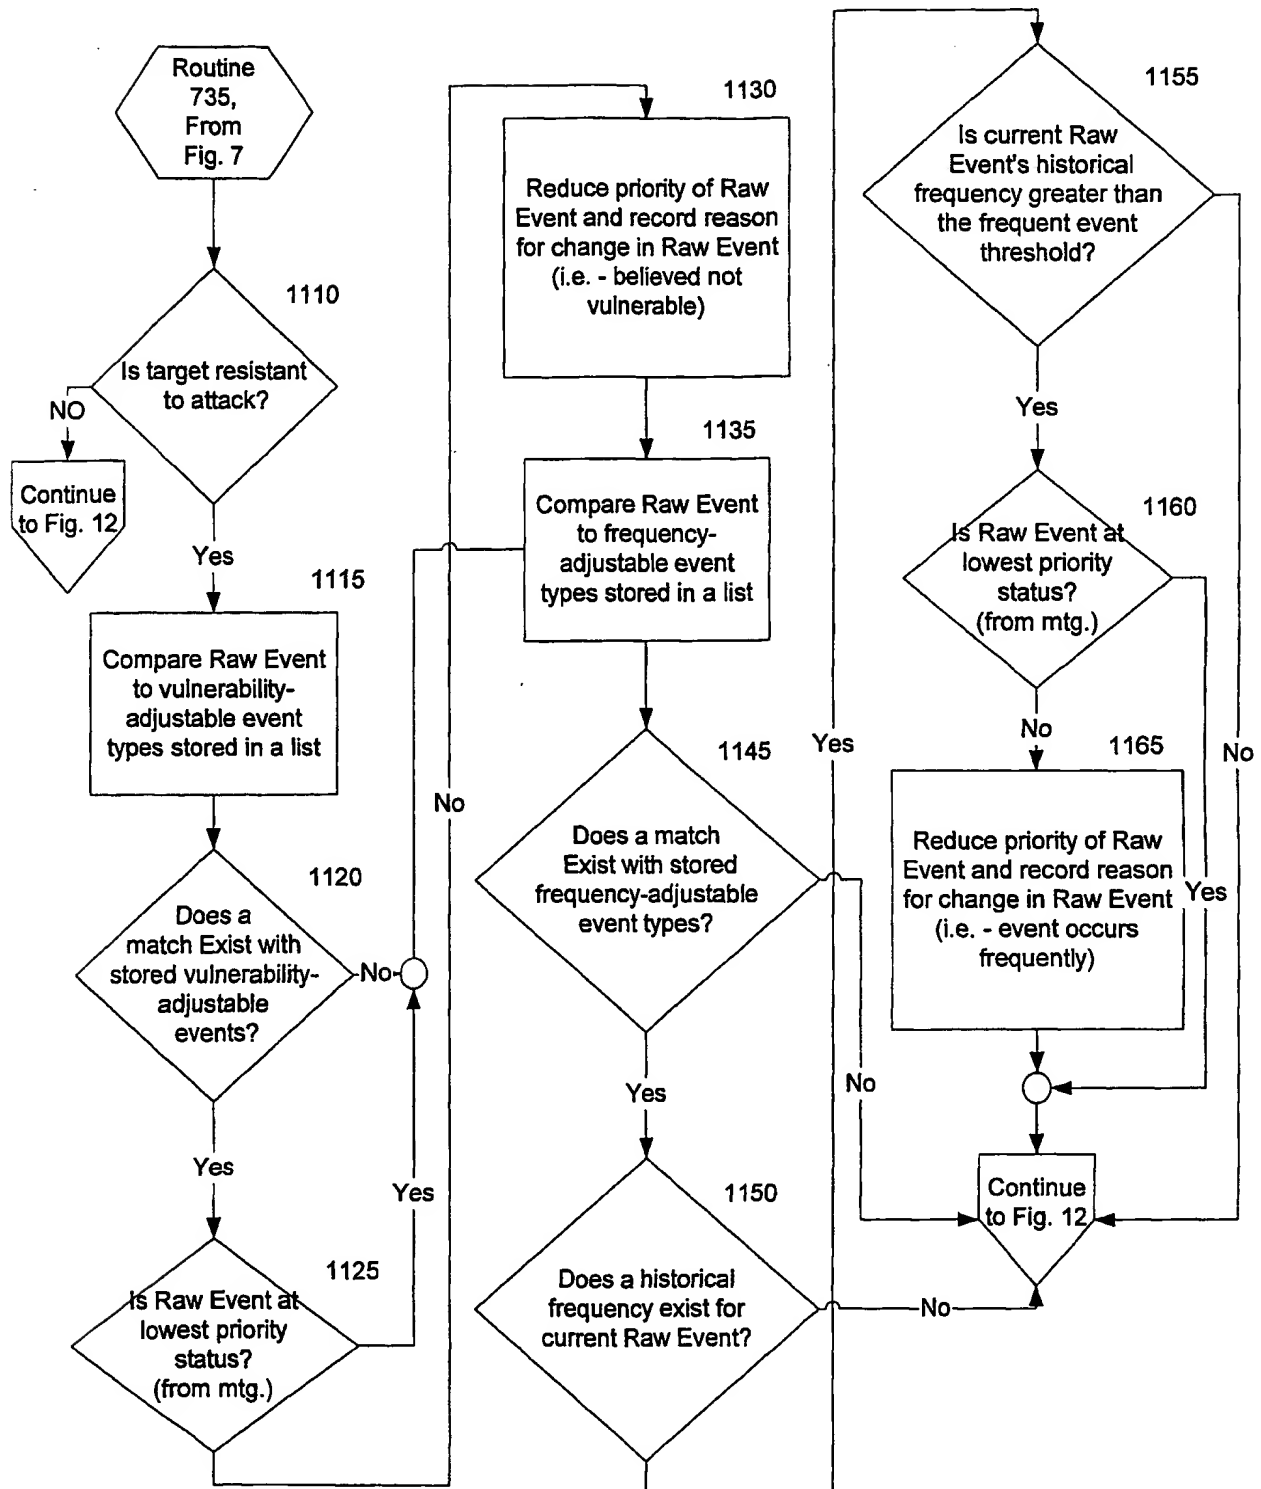 Routine
735,
From
Fig. 7
1110
Is target resistant
to attack?
NO
Continue
to Fig. 12
Yes
1115
Compare Raw Event
to vulnerability-
adjustable event
types stored in a list
1120
Does a
match Exist with
stored vulnerability-
adjustable
events?
No
Yes
1125
Is Raw Event at
lowest priority
status?
(from mtg.)
Yes
No
1130
Reduce priority of Raw
Event and record reason
for change in Raw Event
(i.e. - believed not
vulnerable)
1135
Compare Raw Event
to frequency-
adjustable event
types stored in a list
1145
Does a match
Exist with stored
frequency-adjustable
event types?
No
Yes
1150
Does a historical
frequency exist for
current Raw Event?
No
Yes
1155
Is current Raw
Event's historical
frequency greater than
the frequent event
threshold?
No
Yes
1160
Is Raw Event at
lowest priority
status?
(from mtg.)
Yes
No
1165
Reduce priority of Raw
Event and record reason
for change in Raw Event
(i.e. - event occurs
frequently)
Continue
to Fig. 12